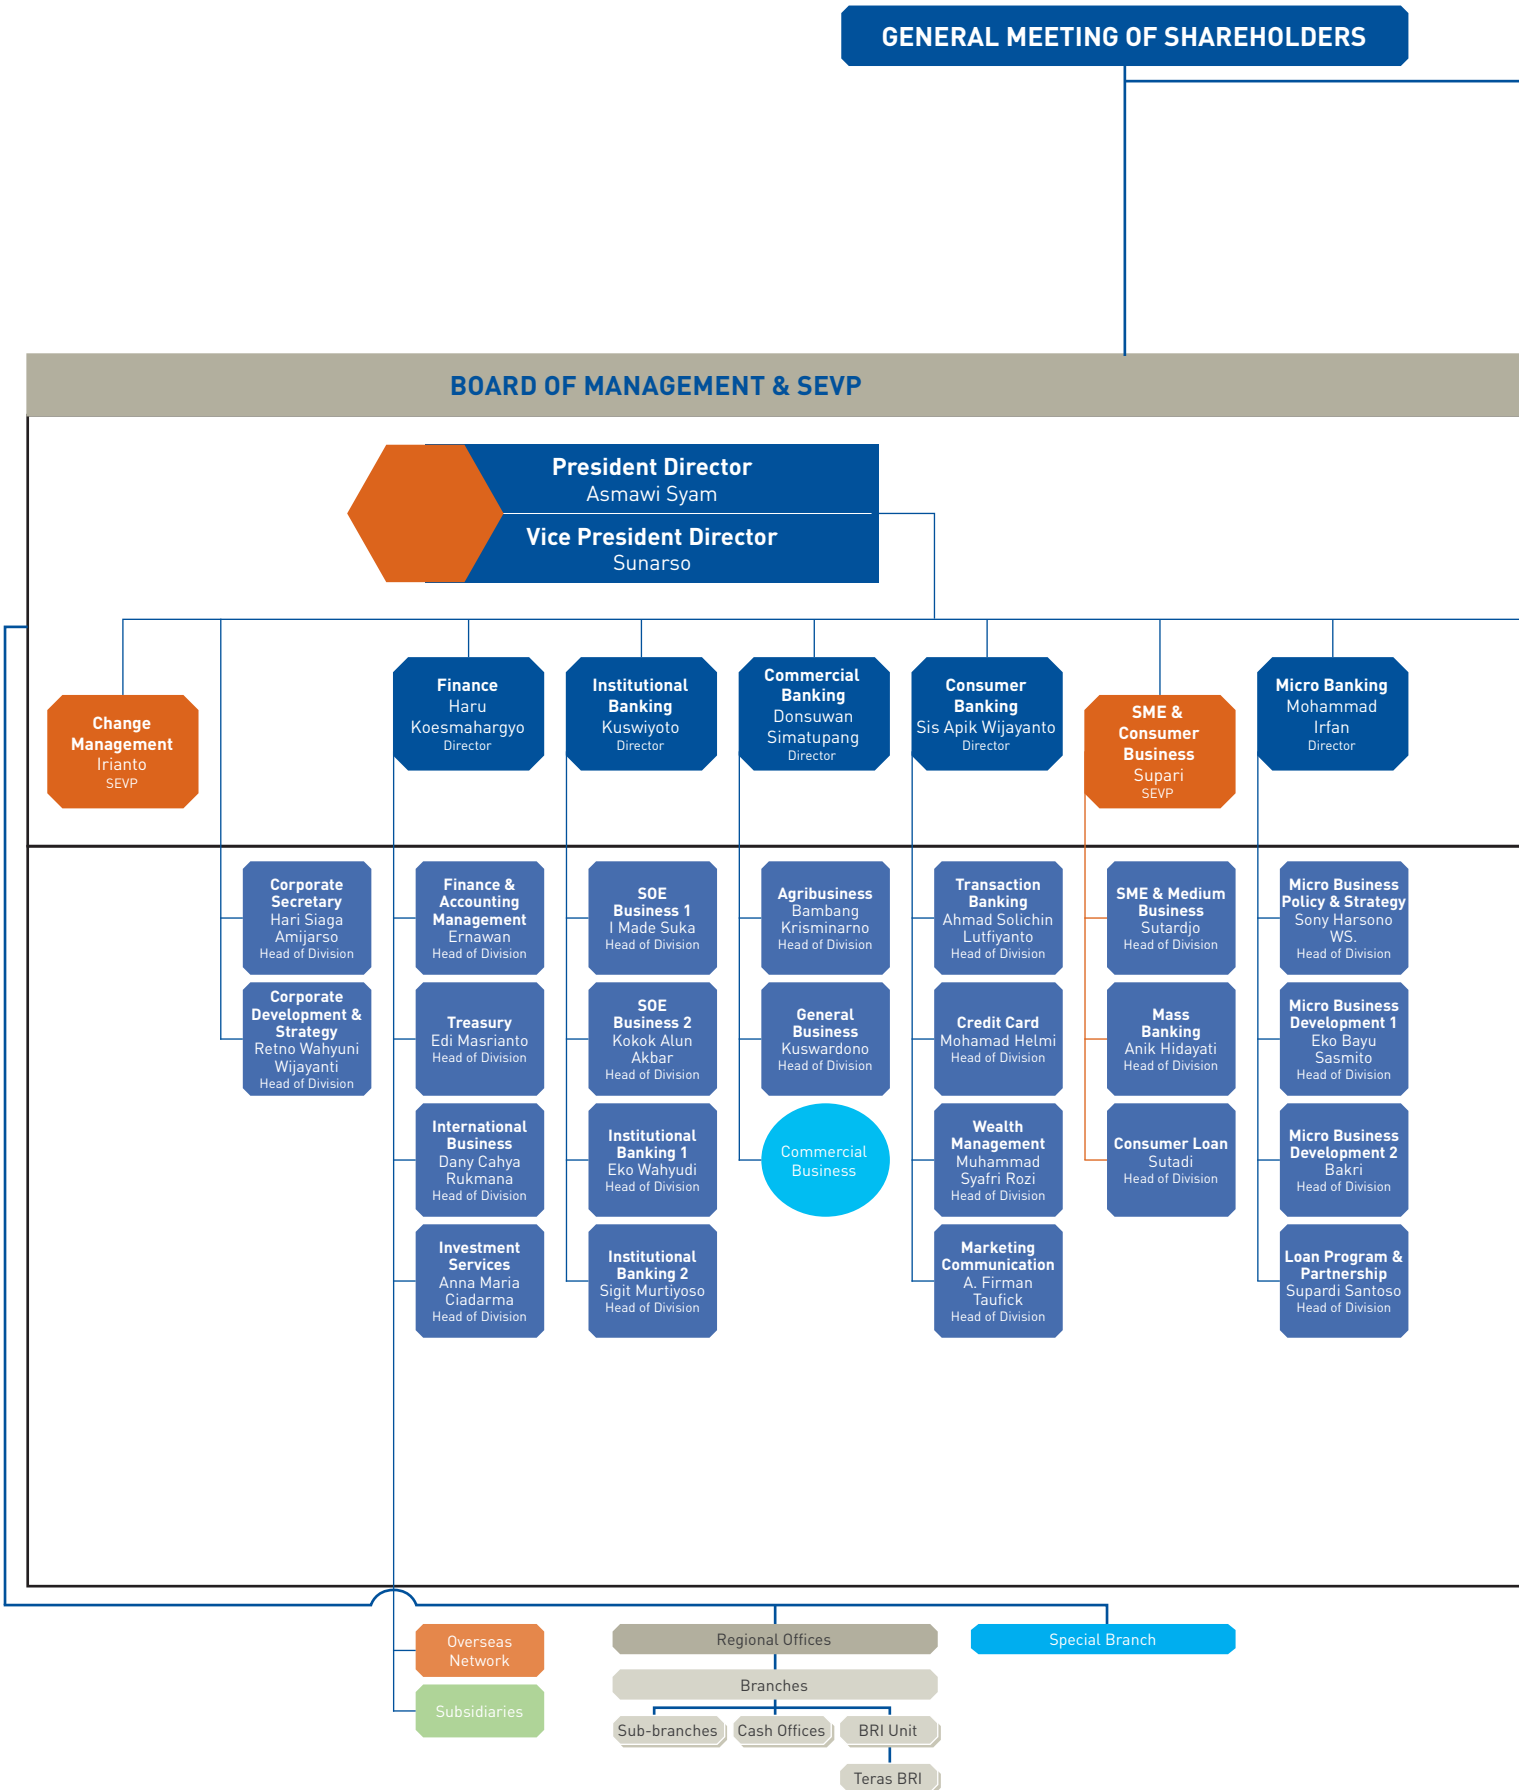 GENERAL MEETING OF SHAREHOLDERS
BOARD OF MANAGEMENT & SEVP
President Director
Asmawi Syam
Vice President Director
Sunarso
Change
Management
Irianto
SEVP
Finance
Haru
Koesmahargyo
Director
Institutional
Banking
Kuswiyoto
Director
Commercial
Banking
Donsuwan
Simatupang
Director
Consumer
Banking
Sis Apik Wijayanto
Director
SME &
Consumer
Business
Supari
SEVP
Micro Banking
Mohammad
Irfan
Director
Corporate
Secretary
Hari Siaga
Amijarso
Head of Division
Corporate
Development &
Strategy
Retno Wahyuni
Wijayanti
Head of Division
Finance &
Accounting
Management
Ernawan
Head of Division
Treasury
Edi Masrianto
Head of Division
International
Business
Dany Cahya
Rukmana
Head of Division
Investment
Services
Anna Maria
Ciadarma
Head of Division
SOE
Business 1
I Made Suka
Head of Division
SOE
Business 2
Kokok Alun
Akbar
Head of Division
Institutional
Banking 1
Eko Wahyudi
Head of Division
Institutional
Banking 2
Sigit Murtiyoso
Head of Division
Agribusiness
Bambang
Krisminarno
Head of Division
General
Business
Kuswardono
Head of Division
Commercial
Business
Transaction
Banking
Ahmad Solichin
Lutfiyanto
Head of Division
Credit Card
Mohamad Helmi
Head of Division
Wealth
Management
Muhammad
Syafri Rozi
Head of Division
Marketing
Communication
A. Firman
Taufick
Head of Division
SME & Medium
Business
Sutardjo
Head of Division
Mass
Banking
Anik Hidayati
Head of Division
Consumer Loan
Sutadi
Head of Division
Micro Business
Policy & Strategy
Sony Harsono
WS.
Head of Division
Micro Business
Development 1
Eko Bayu
Sasmito
Head of Division
Micro Business
Development 2
Bakri
Head of Division
Loan Program &
Partnership
Supardi Santoso
Head of Division
Overseas
Network
Subsidiaries
Regional Offices
Branches
Sub-branches
Cash Offices
BRI Unit
Teras BRI
Special Branch